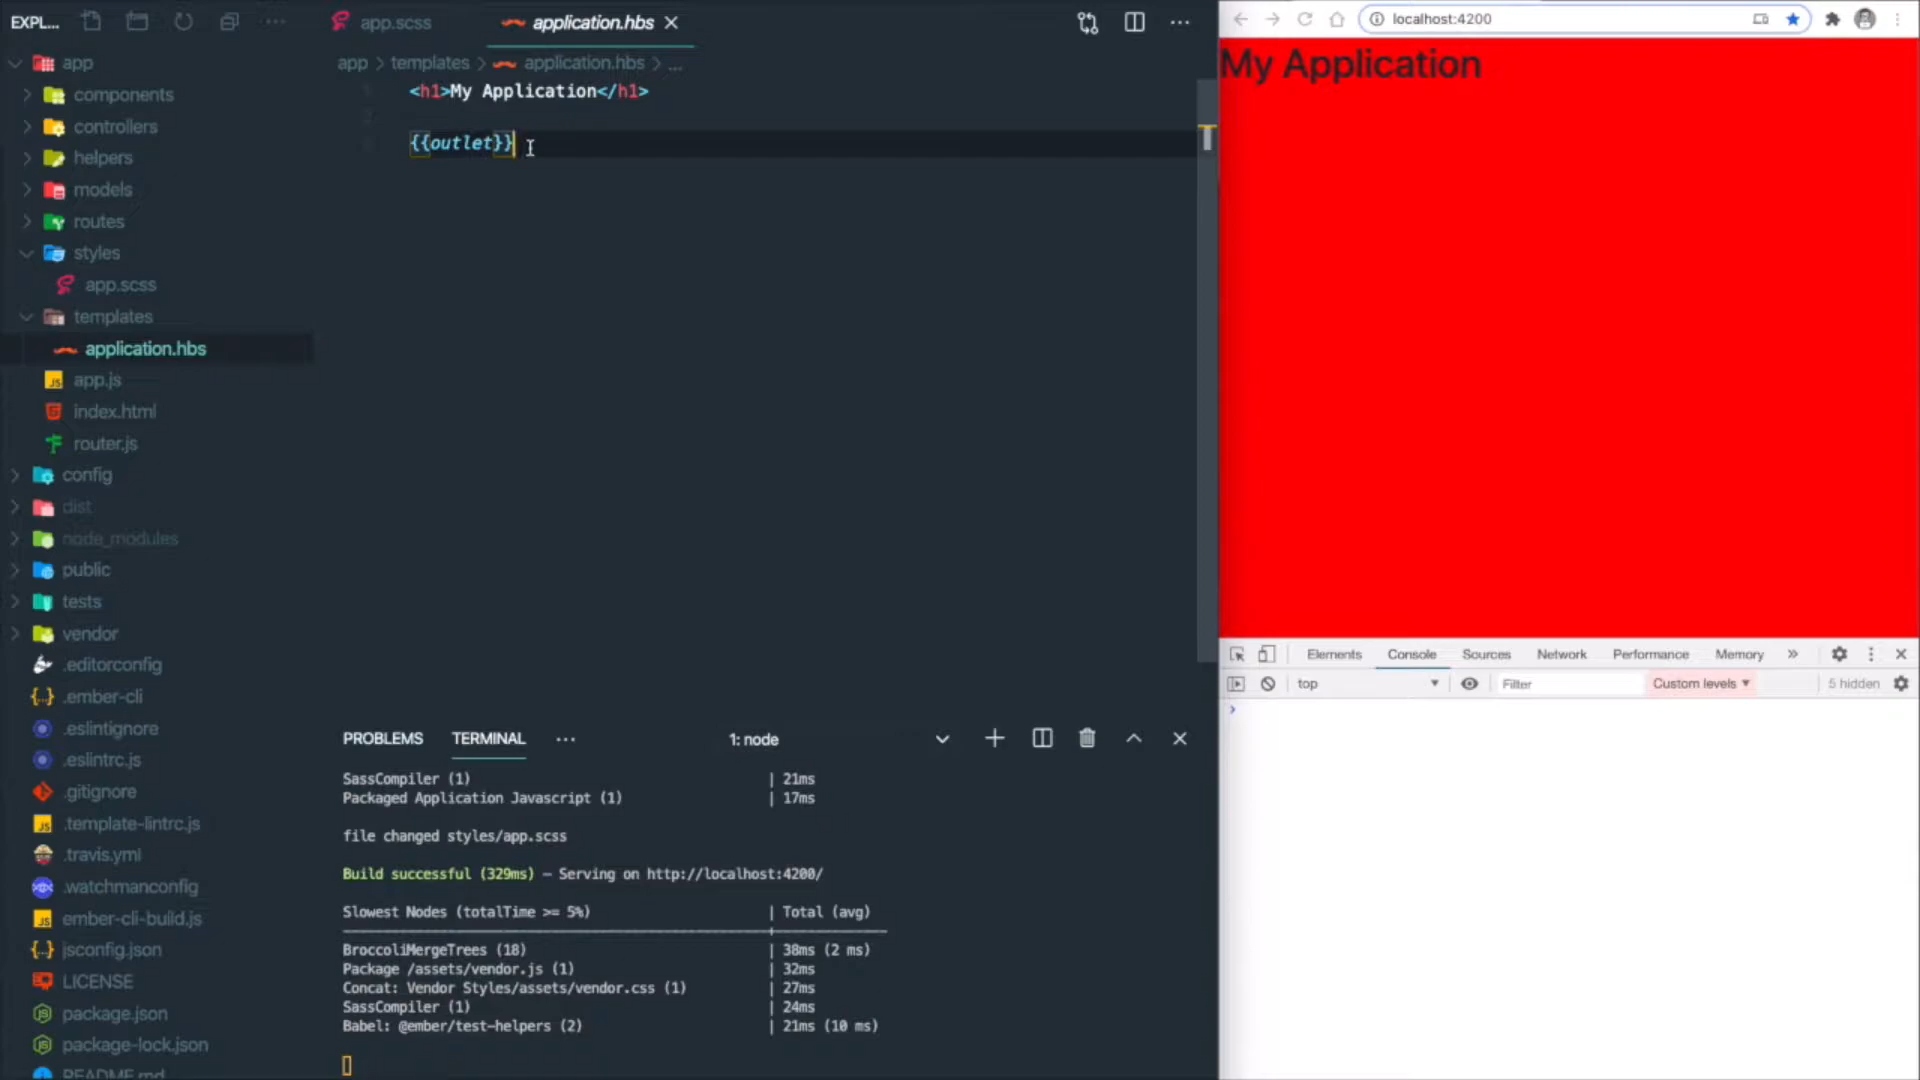 EXPL...
app
components
controllers
helpers
models
routes
styles
app.scss
templates
application.hbs
app.js
index.html
router.js
config
dist
node_modules
public
tests
vendor
.editorconfig
.ember-cli
.eslintignore
.eslintrc.js
.gitignore
.template-lintrc.js
.travis.yml
.watchmanconfig
ember-cli-build.js
jsconfig.json
LICENSE
package.json
package-lock.json
README.md
app.scss application.hbs
app > templates > application.hbs > ...
1 <h1>My Application</h1>
2
3 {{outlet}}
PROBLEMS TERMINAL ... 1: node
SassCompiler (1) | 21ms
Packaged Application Javascript (1) | 17ms
file changed styles/app.scss
Build successful (329ms) – Serving on http://localhost:4200/
Slowest Nodes (totalTime >= 5%) | Total (avg)
BroccoliMergeTrees (18) | 38ms (2 ms)
Package /assets/vendor.js (1) | 32ms
Concat: Vendor Styles/assets/vendor.css (1) | 27ms
SassCompiler (1) | 24ms
Babel: @ember/test-helpers (2) | 21ms (10 ms)
localhost:4200
My Application
Elements Console Sources Network Performance Memory »
top Filter Custom levels 5 hidden